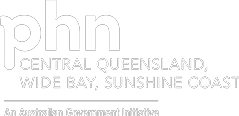 phn
CENTRAL QUEENSLAND,
WIDE BAY, SUNSHINE COAST
An Australian Government Initiative